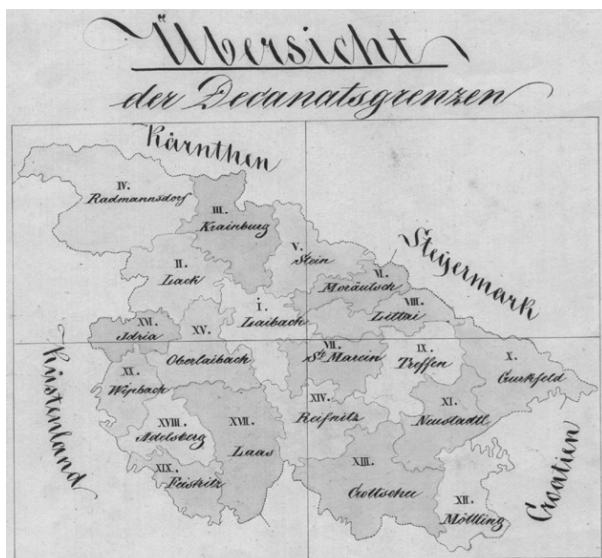 Übersicht
der Decanatsgrenzen
Kärnthen
IV.
Radmannsdorf
III.
Krainburg
V.
Stein
Steyermark
II.
Lack
VI.
Moräutsch
I.
Laibach
VIII.
Littai
XVI.
Idria
XV.
Oberlaibach
VII.
St. Marein
IX.
Treffen
X.
Gurkfeld
Küstenland
XX.
Wipbach
XVIII.
Adelsberg
XVII.
Laas
XIV.
Reifnitz
XI.
Neustadtl
XIX.
Feistritz
XIII.
Gottschee
XII.
Möttling
Croatien